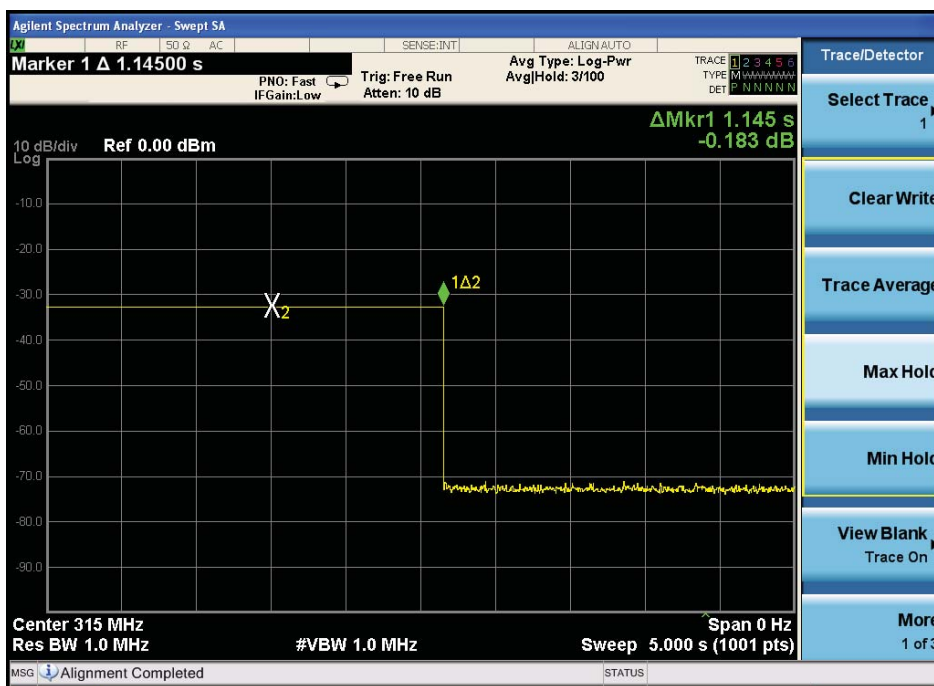 Agilent Spectrum Analyzer - Swept SA
LXI RF 50 Ω AC SENSE:INT ALIGN AUTO
Marker 1 Δ 1.14500 s
PNO: Fast
IFGain:Low
Trig: Free Run
Atten: 10 dB
Avg Type: Log-Pwr
Avg|Hold: 3/100
TRACE 1 2 3 4 5 6
TYPE M
DET P N N N N N
ΔMkr1 1.145 s
-0.183 dB
10 dB/div Ref 0.00 dBm
Log
-10.0
-20.0
-30.0
-40.0
-50.0
-60.0
-70.0
-80.0
-90.0
1Δ2
X2
Center 315 MHz
Span 0 Hz
Res BW 1.0 MHz
#VBW 1.0 MHz
Sweep 5.000 s (1001 pts)
MSG Alignment Completed
STATUS
Trace/Detector
Select Trace
1
Clear Write
Trace Average
Max Hold
Min Hold
View Blank
Trace On
More
1 of 3